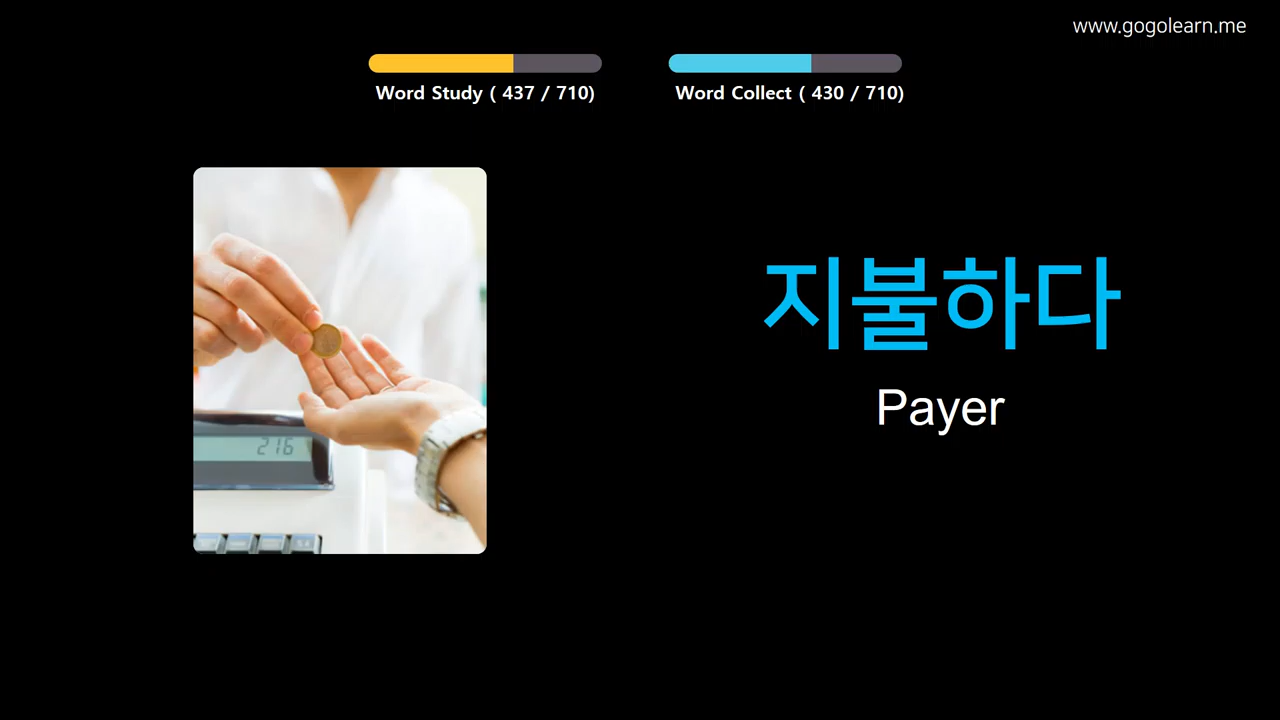 www.gogolearn.me
Word Study ( 437 / 710)
Word Collect ( 430 / 710)
지불하다
Payer
216